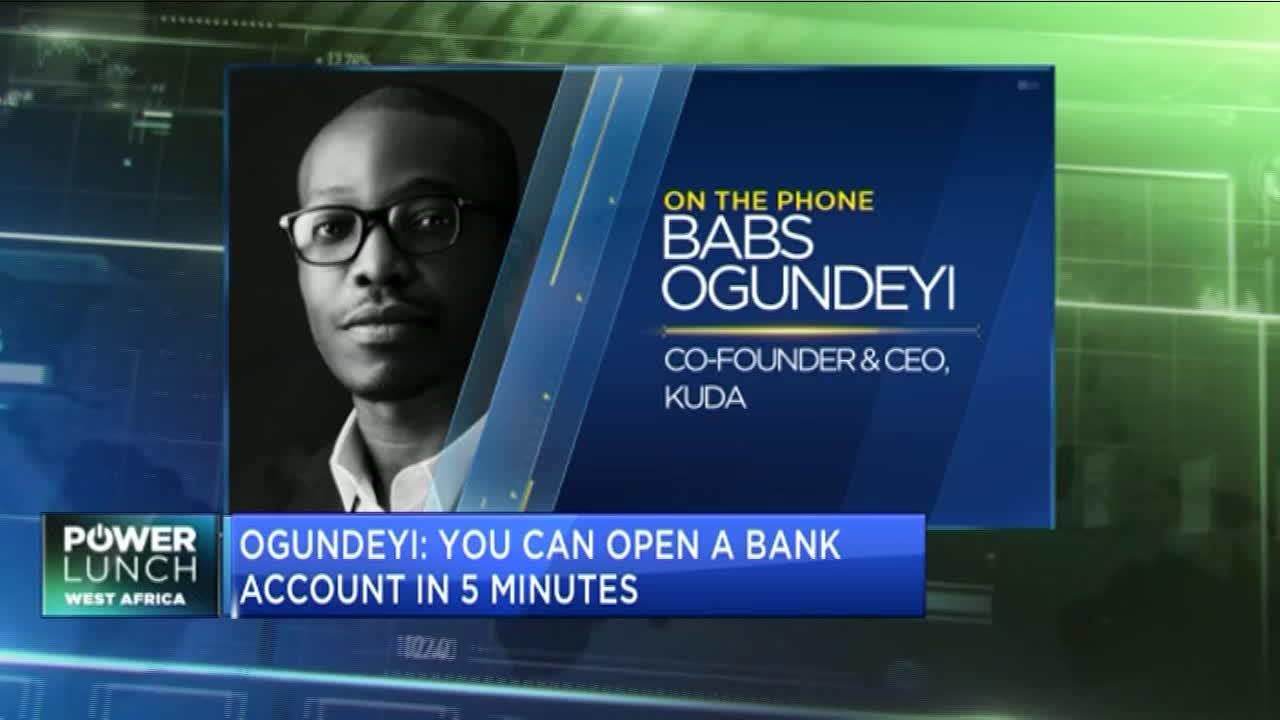 ON THE PHONE
BABS
OGUNDEYI
CO-FOUNDER & CEO,
KUDA
POWER
LUNCH
WEST AFRICA
OGUNDEYI: YOU CAN OPEN A BANK
ACCOUNT IN 5 MINUTES